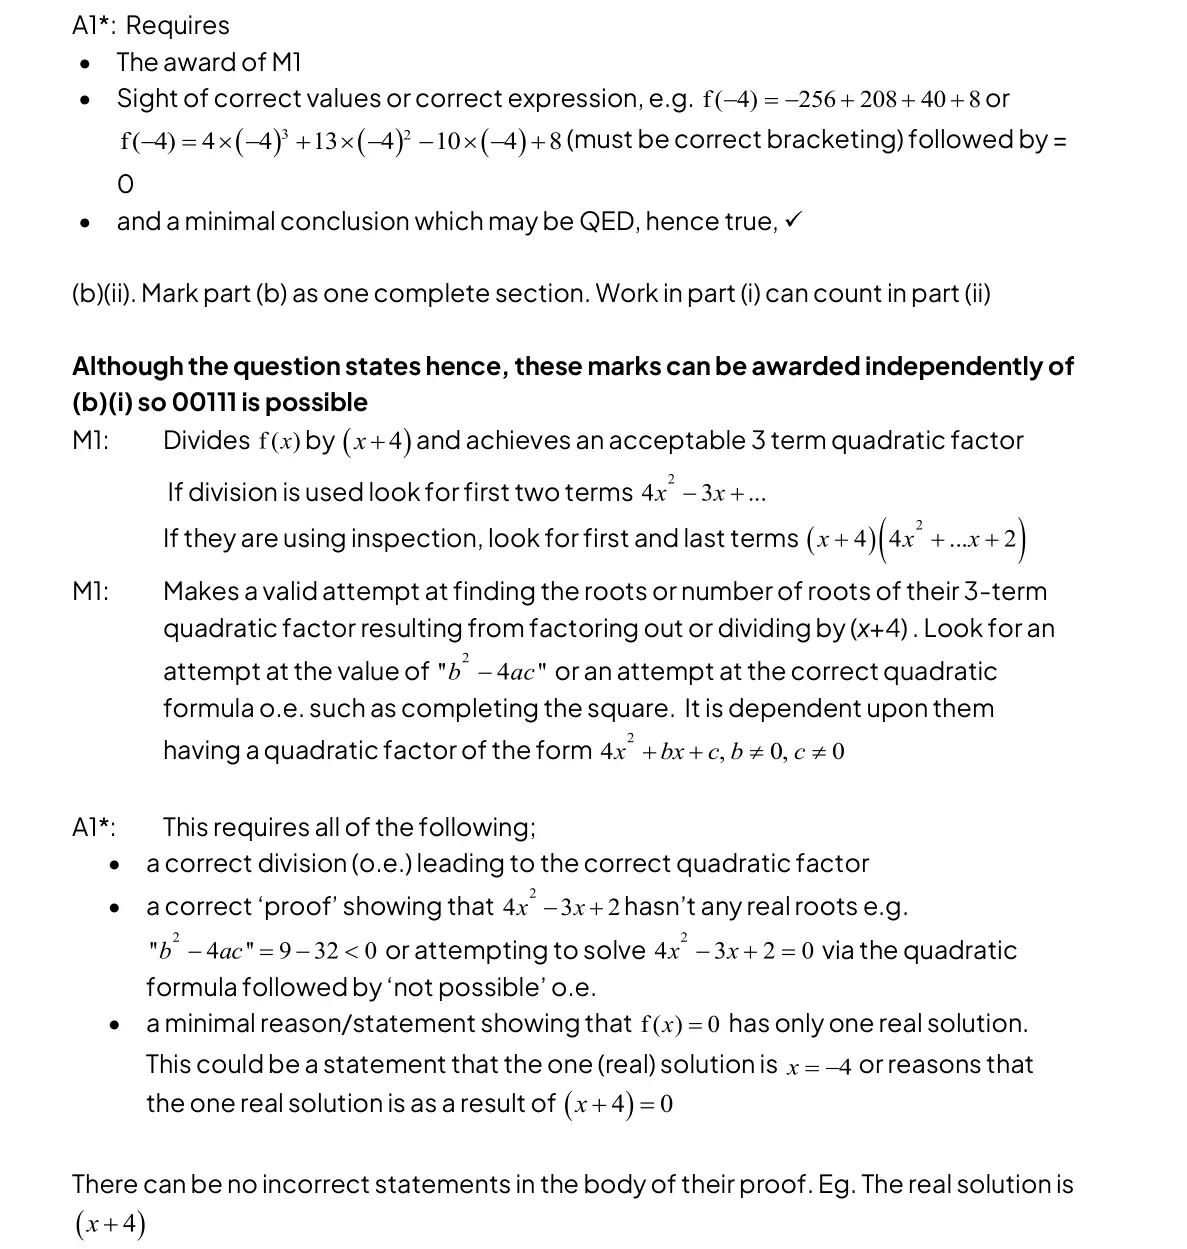 A1*: Requires
• The award of M1
• Sight of correct values or correct expression, e.g. f(–4) = –256 + 208 + 40 + 8 or
f(–4) = 4×(–4)³ +13×(–4)² –10×(–4)+8 (must be correct bracketing) followed by =
0
• and a minimal conclusion which may be QED, hence true, ✓
(b)(ii). Mark part (b) as one complete section. Work in part (i) can count in part (ii)
Although the question states hence, these marks can be awarded independently of
(b)(i) so 00111 is possible
M1: Divides f(x) by (x+4) and achieves an acceptable 3 term quadratic factor
If division is used look for first two terms 4x² – 3x + ...
If they are using inspection, look for first and last terms (x + 4)(4x² + ...x + 2)
M1: Makes a valid attempt at finding the roots or number of roots of their 3-term
quadratic factor resulting from factoring out or dividing by (x+4) . Look for an
attempt at the value of "b² – 4ac" or an attempt at the correct quadratic
formula o.e. such as completing the square. It is dependent upon them
having a quadratic factor of the form 4x² + bx + c, b ≠ 0, c ≠ 0
A1*: This requires all of the following;
• a correct division (o.e.) leading to the correct quadratic factor
• a correct ‘proof’ showing that 4x² – 3x + 2 hasn’t any real roots e.g.
"b² – 4ac" = 9 – 32 < 0 or attempting to solve 4x² – 3x + 2 = 0 via the quadratic
formula followed by ‘not possible’ o.e.
• a minimal reason/statement showing that f(x) = 0 has only one real solution.
This could be a statement that the one (real) solution is x = –4 or reasons that
the one real solution is as a result of (x + 4) = 0
There can be no incorrect statements in the body of their proof. Eg. The real solution is
(x + 4)